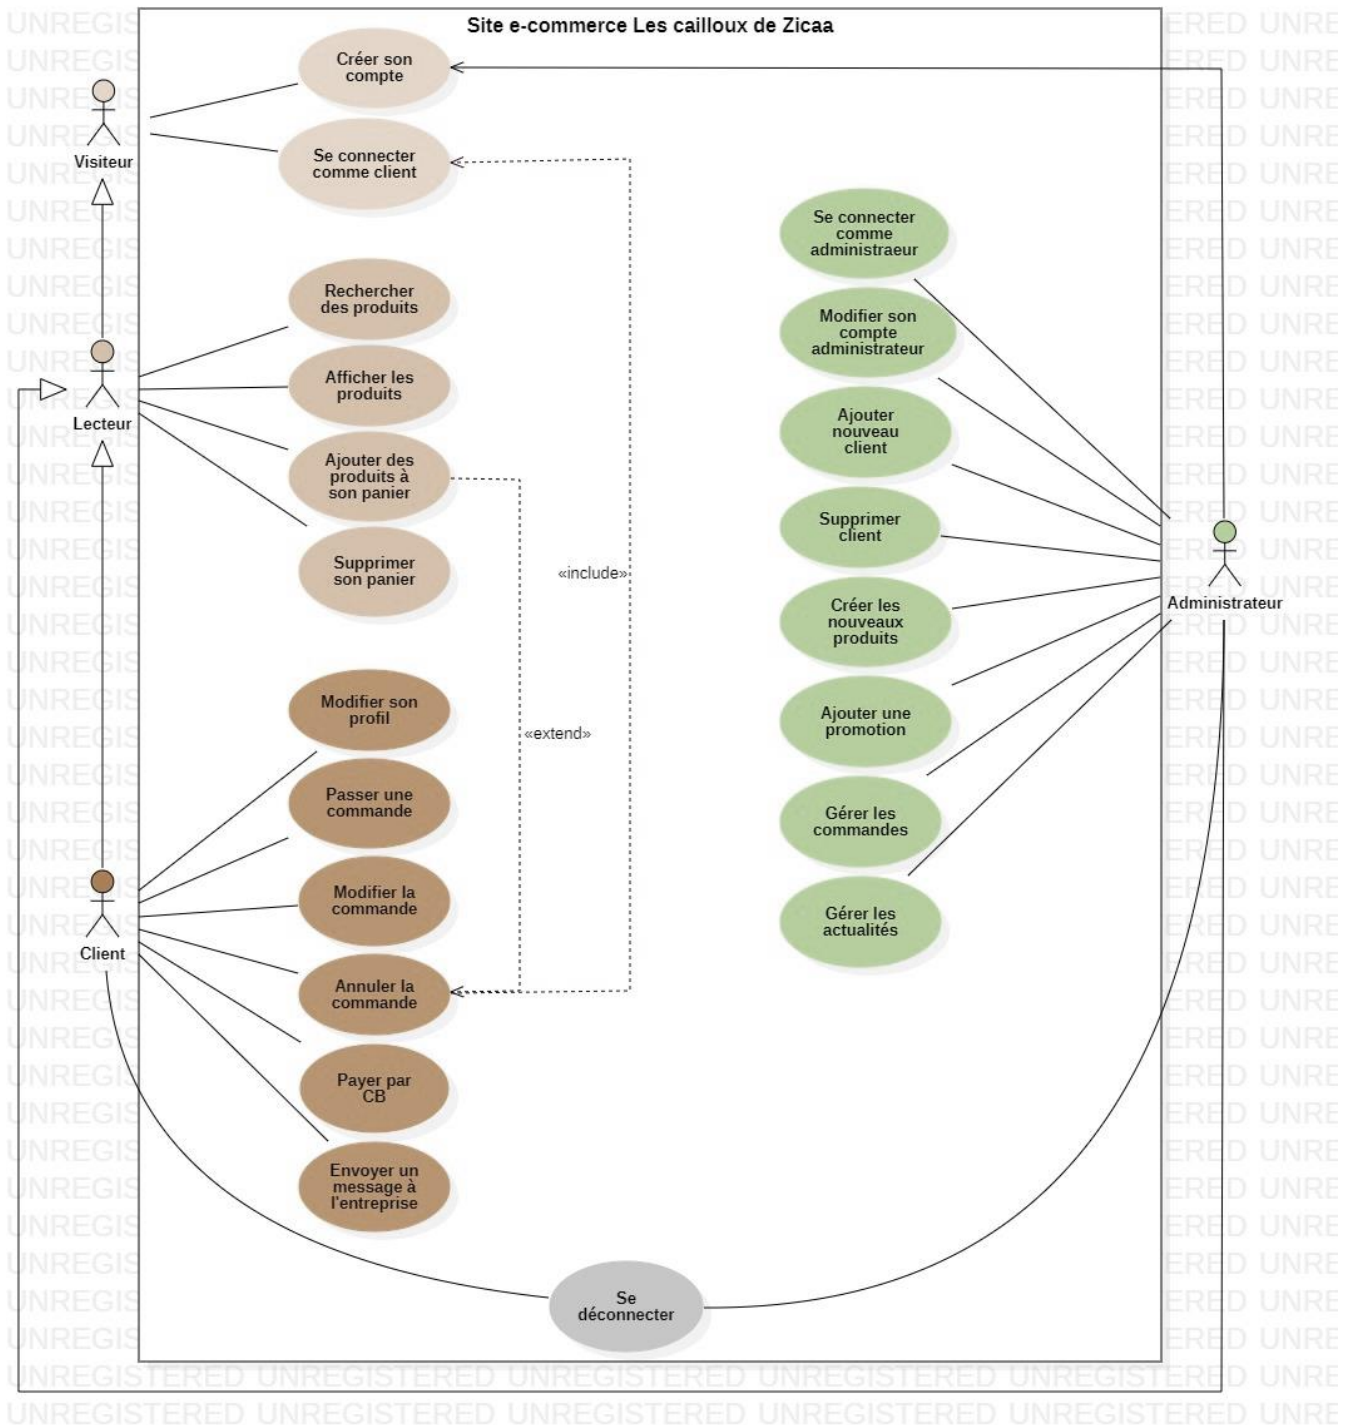 Site e-commerce Les cailloux de Zicaa
Créer son
compte
Visiteur
Se connecter
comme client
Rechercher
des produits
Afficher les
produits
Lecteur
Ajouter des
produits à
son panier
Supprimer
son panier
«include»
«extend»
Modifier son
profil
Passer une
commande
Modifier la
commande
Client
Annuler la
commande
Payer par
CB
Envoyer un
message à
l'entreprise
Se
déconnecter
Se connecter
comme
administraeur
Modifier son
compte
administrateur
Ajouter
nouveau
client
Supprimer
client
Créer les
nouveaux
produits
Administrateur
Ajouter une
promotion
Gérer les
commandes
Gérer les
actualités
UNREGISTERED UNREGISTERED UNREGISTERED UNREGISTERED UNREGISTERED UNRE
UNREGISTERED UNREGISTERED UNREGISTERED UNREGISTERED UNREGISTERED UNRE